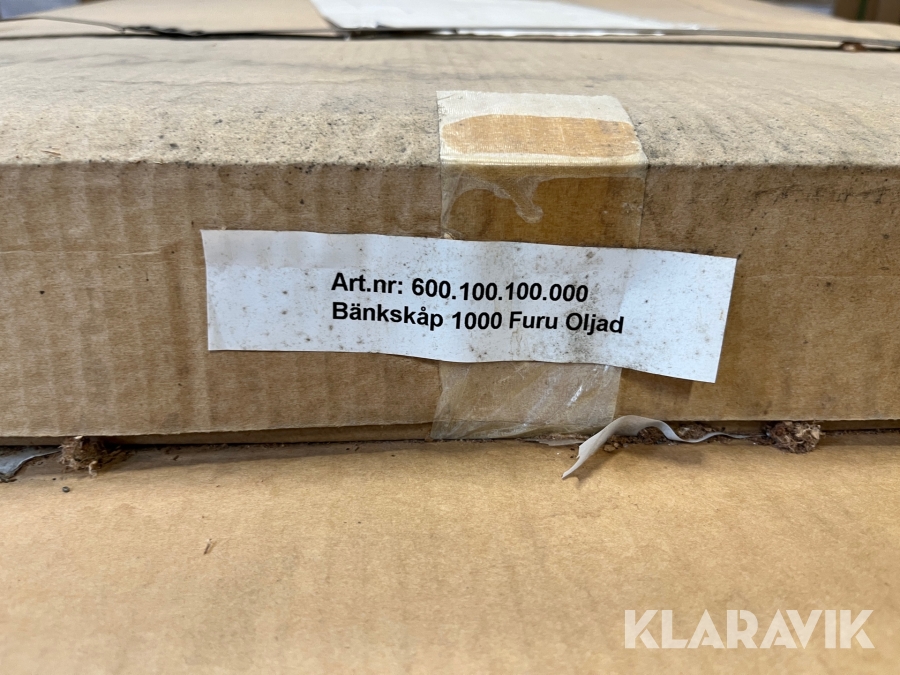 Art.nr: 600.100.100.000
Bänkskåp 1000 Furu Oljad
KLARAVIK